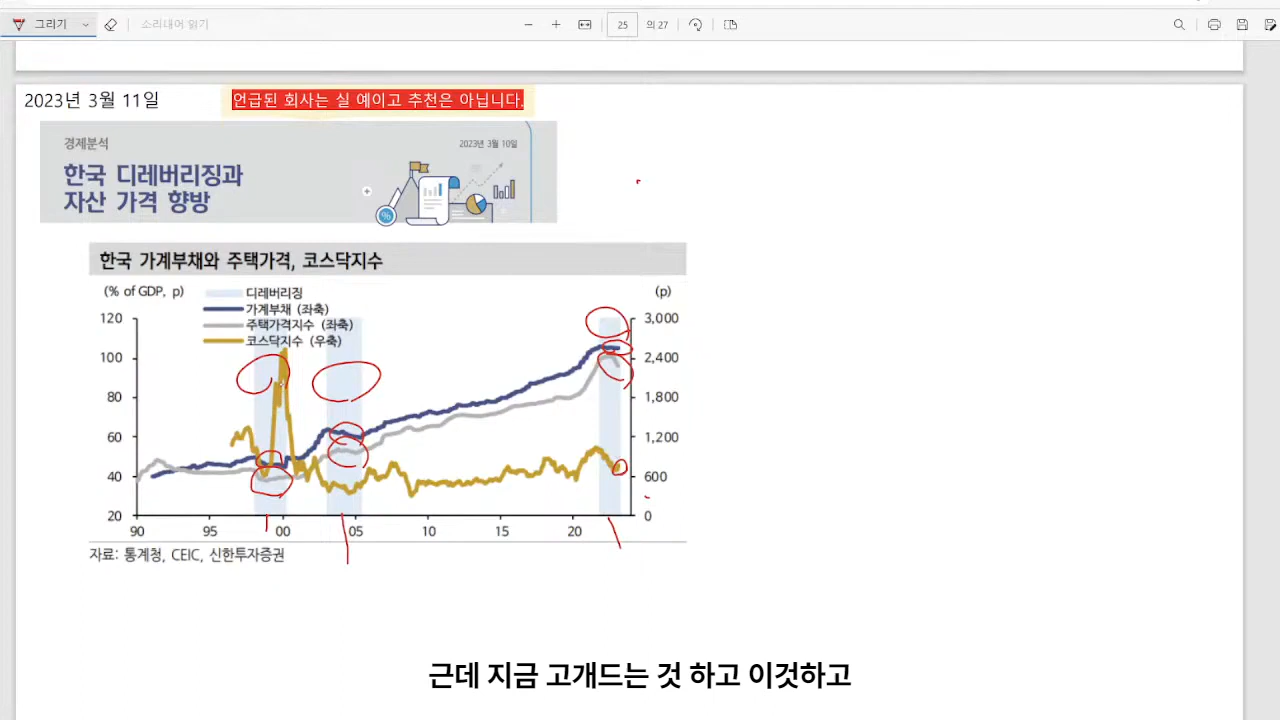 그리기
소리내어 읽기
25
의 27
2023년 3월 11일
언급된 회사는 실 예이고 추천은 아닙니다.
경제분석
2023년 3월 10일
한국 디레버리징과
자산 가격 향방
%
한국 가계부채와 주택가격, 코스닥지수
(% of GDP, p)
(p)
디레버리징
가계부채 (좌축)
주택가격지수 (좌축)
코스닥지수 (우축)
120
3,000
100
2,400
80
1,800
60
1,200
40
600
20
0
90
95
00
05
10
15
20
자료: 통계청, CEIC, 신한투자증권
근데 지금 고개드는 것 하고 이것하고